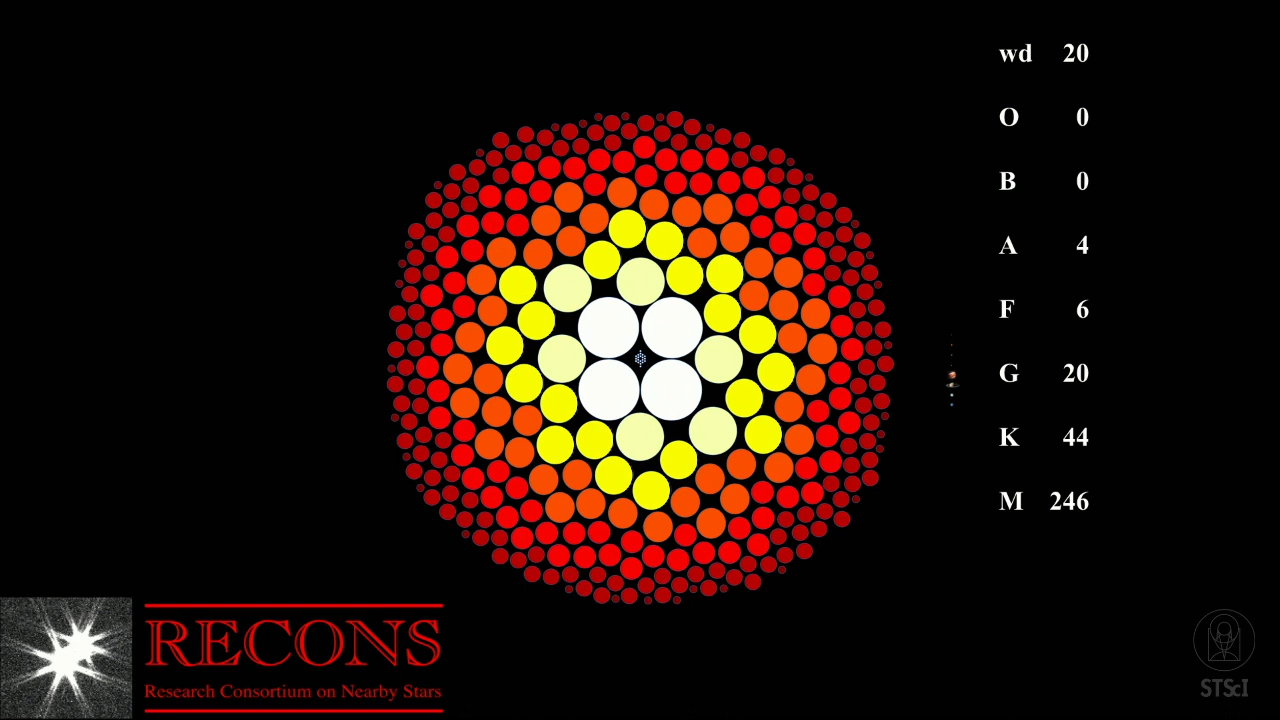 wd 20
O 0
B 0
A 4
F 6
G 20
K 44
M 246
RECONS
Research Consortium on Nearby Stars
STScI